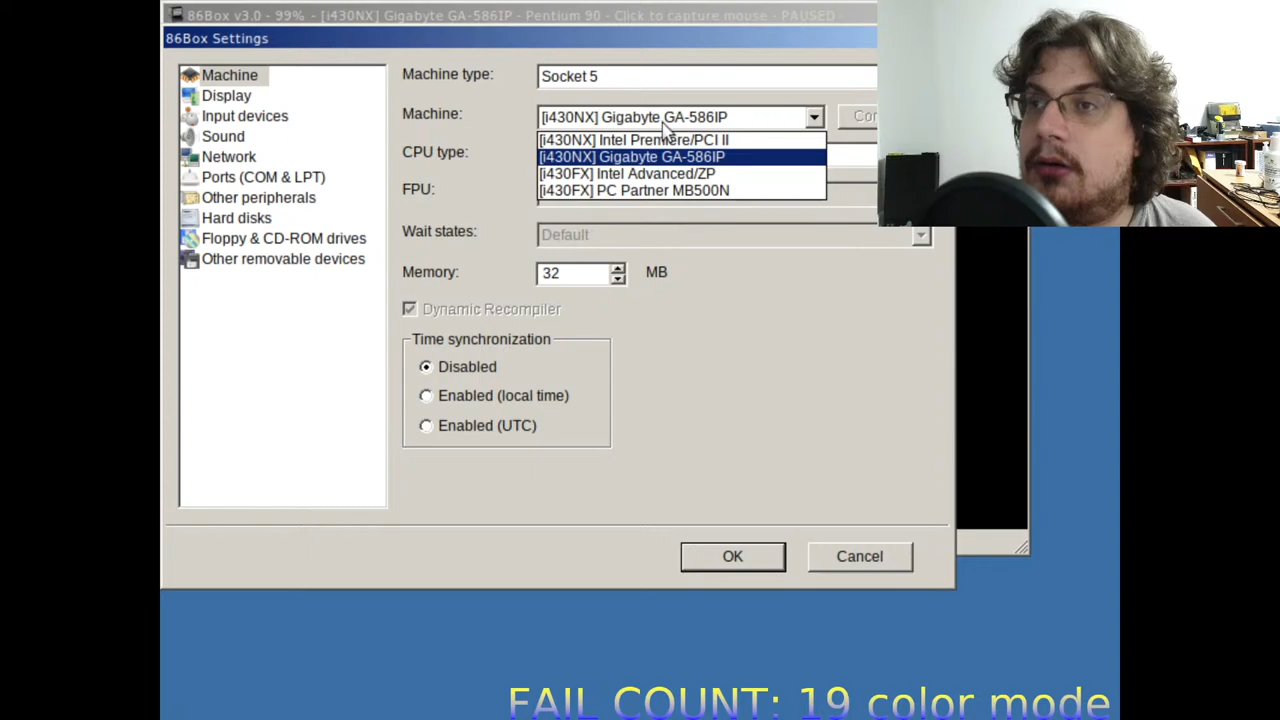 86Box v3.0 - 99% - [i430NX] Gigabyte GA-586IP - Pentium 90 - Click to capture mouse - PAUSED -
86Box Settings
Machine
Display
Input devices
Sound
Network
Ports (COM & LPT)
Other peripherals
Hard disks
Floppy & CD-ROM drives
Other removable devices
Machine type:
Socket 5
Machine:
[i430NX] Gigabyte GA-586IP
Con
[i430NX] Intel Premiere/PCI II
[i430NX] Gigabyte GA-586IP
[i430FX] Intel Advanced/ZP
[i430FX] PC Partner MB500N
CPU type:
FPU:
Wait states:
Default
Memory:
32
MB
Dynamic Recompiler
Time synchronization
Disabled
Enabled (local time)
Enabled (UTC)
OK
Cancel
FAIL COUNT: 19 color mode